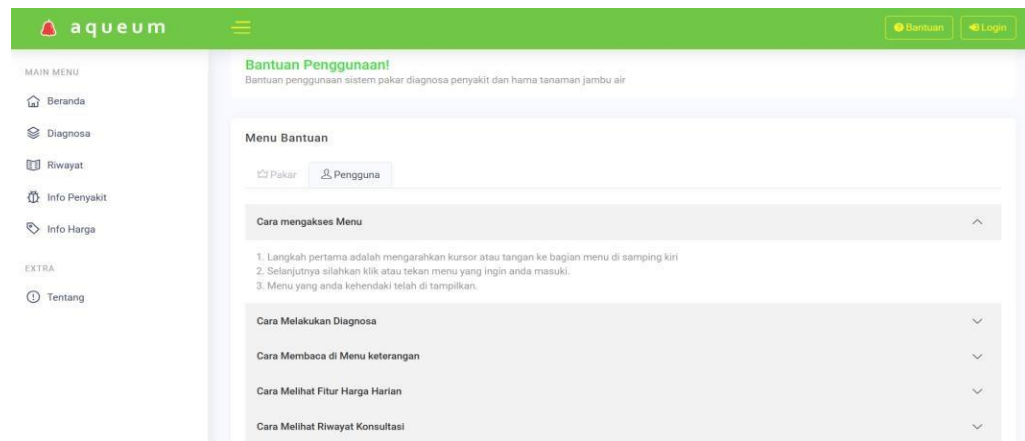 aqueum
Bantuan
Login
MAIN MENU
Beranda
Diagnosa
Riwayat
Info Penyakit
Info Harga
EXTRA
Tentang
Bantuan Penggunaan!
Bantuan penggunaan sistem pakar diagnosa penyakit dan hama tanaman jambu air
Menu Bantuan
Pakar
Pengguna
Cara mengakses Menu
1. Langkah pertama adalah mengarahkan kursor atau tangan ke bagian menu di samping kiri
2. Selanjutnya silahkan klik atau tekan menu yang ingin anda masuki.
3. Menu yang anda kehendaki telah di tampilkan.
Cara Melakukan Diagnosa
Cara Membaca di Menu keterangan
Cara Melihat Fitur Harga Harian
Cara Melihat Riwayat Konsultasi